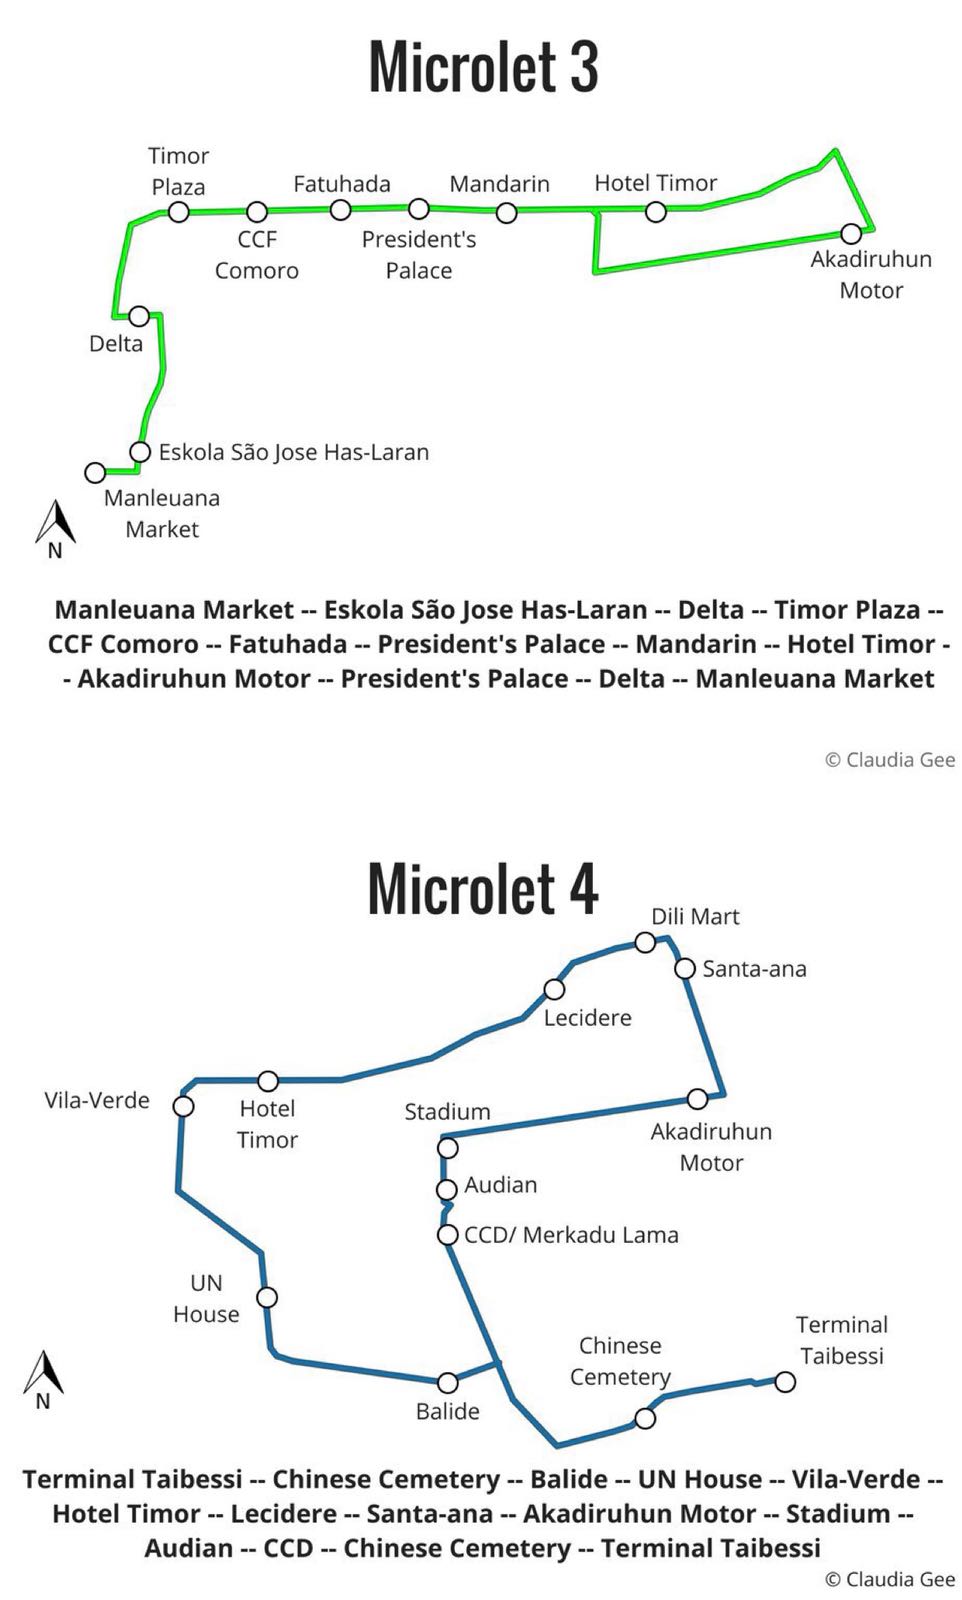 Microlet 3
Timor
Plaza
Fatuhada
Mandarin
Hotel Timor
CCF
Comoro
President's
Palace
Akadiruhun
Motor
Delta
Eskola São Jose Has-Laran
Manleuana
Market
N
Manleuana Market -- Eskola São Jose Has-Laran -- Delta -- Timor Plaza --
CCF Comoro -- Fatuhada -- President's Palace -- Mandarin -- Hotel Timor -
- Akadiruhun Motor -- President's Palace -- Delta -- Manleuana Market
© Claudia Gee
Microlet 4
Dili Mart
Santa-ana
Lecidere
Vila-Verde
Hotel
Timor
Stadium
Akadiruhun
Motor
Audian
CCD/ Merkadu Lama
UN
House
Terminal
Taibessi
Chinese
Cemetery
Balide
N
Terminal Taibessi -- Chinese Cemetery -- Balide -- UN House -- Vila-Verde --
Hotel Timor -- Lecidere -- Santa-ana -- Akadiruhun Motor -- Stadium --
Audian -- CCD -- Chinese Cemetery -- Terminal Taibessi
© Claudia Gee